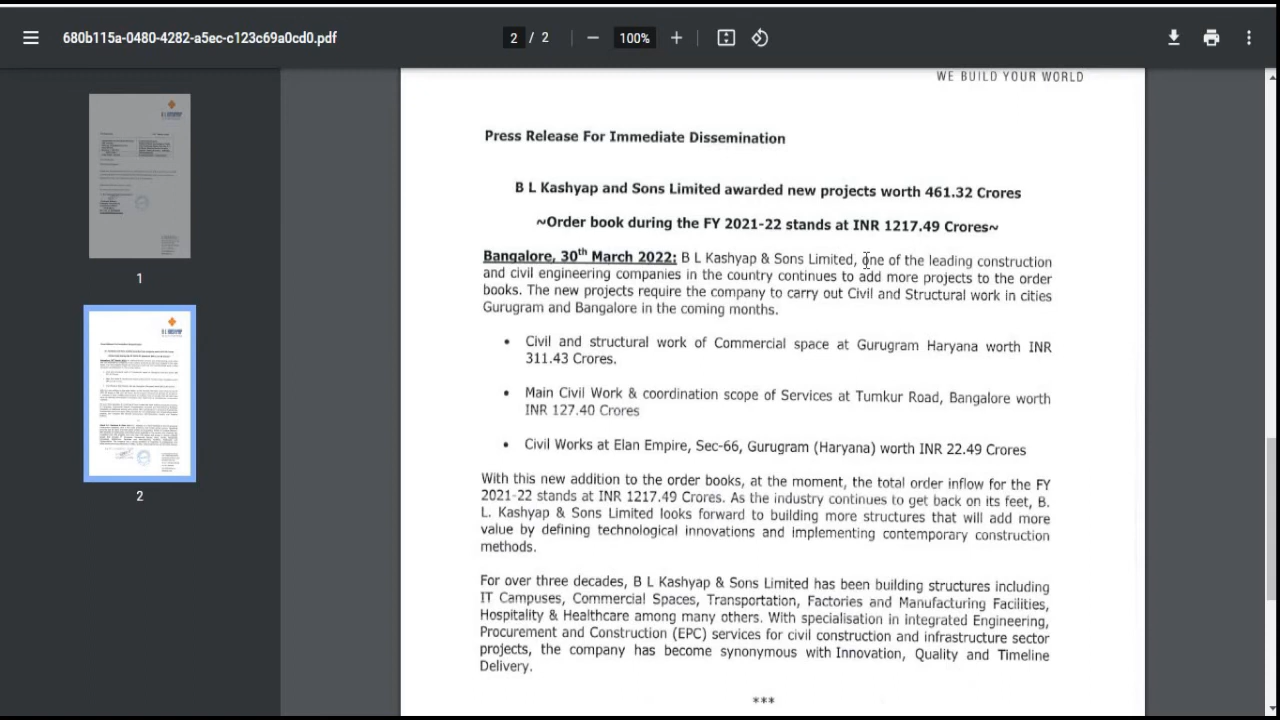 680b115a-0480-4282-a5ec-c123c69a0cd0.pdf
2 / 2
100%
WE BUILD YOUR WORLD
Press Release For Immediate Dissemination
B L Kashyap and Sons Limited awarded new projects worth 461.32 Crores
~Order book during the FY 2021-22 stands at INR 1217.49 Crores~
Bangalore, 30th March 2022: B L Kashyap & Sons Limited, one of the leading construction
and civil engineering companies in the country continues to add more projects to the order
books. The new projects require the company to carry out Civil and Structural work in cities
Gurugram and Bangalore in the coming months.
• Civil and structural work of Commercial space at Gurugram Haryana worth INR
311.43 Crores.
• Main Civil Work & coordination scope of Services at Tumkur Road, Bangalore worth
INR 127.40 Crores
• Civil Works at Elan Empire, Sec-66, Gurugram (Haryana) worth INR 22.49 Crores
With this new addition to the order books, at the moment, the total order inflow for the FY
2021-22 stands at INR 1217.49 Crores. As the industry continues to get back on its feet, B.
L. Kashyap & Sons Limited looks forward to building more structures that will add more
value by defining technological innovations and implementing contemporary construction
methods.
For over three decades, B L Kashyap & Sons Limited has been building structures including
IT Campuses, Commercial Spaces, Transportation, Factories and Manufacturing Facilities,
Hospitality & Healthcare among many others. With specialisation in integrated Engineering,
Procurement and Construction (EPC) services for civil construction and infrastructure sector
projects, the company has become synonymous with Innovation, Quality and Timeline
Delivery.
***
1
2